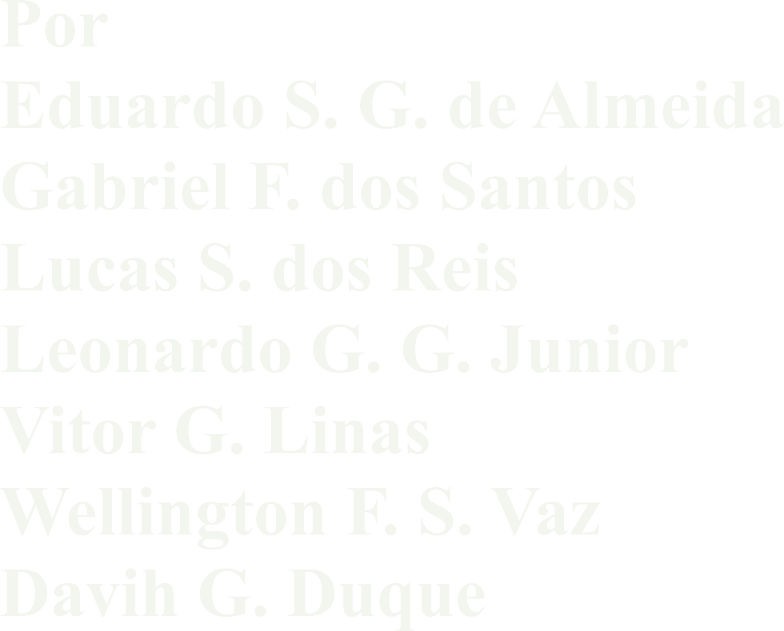 Por
Eduardo S. G. de Almeida
Gabriel F. dos Santos
Lucas S. dos Reis
Leonardo G. G. Junior
Vitor G. Linas
Wellington F. S. Vaz
Davih G. Duque